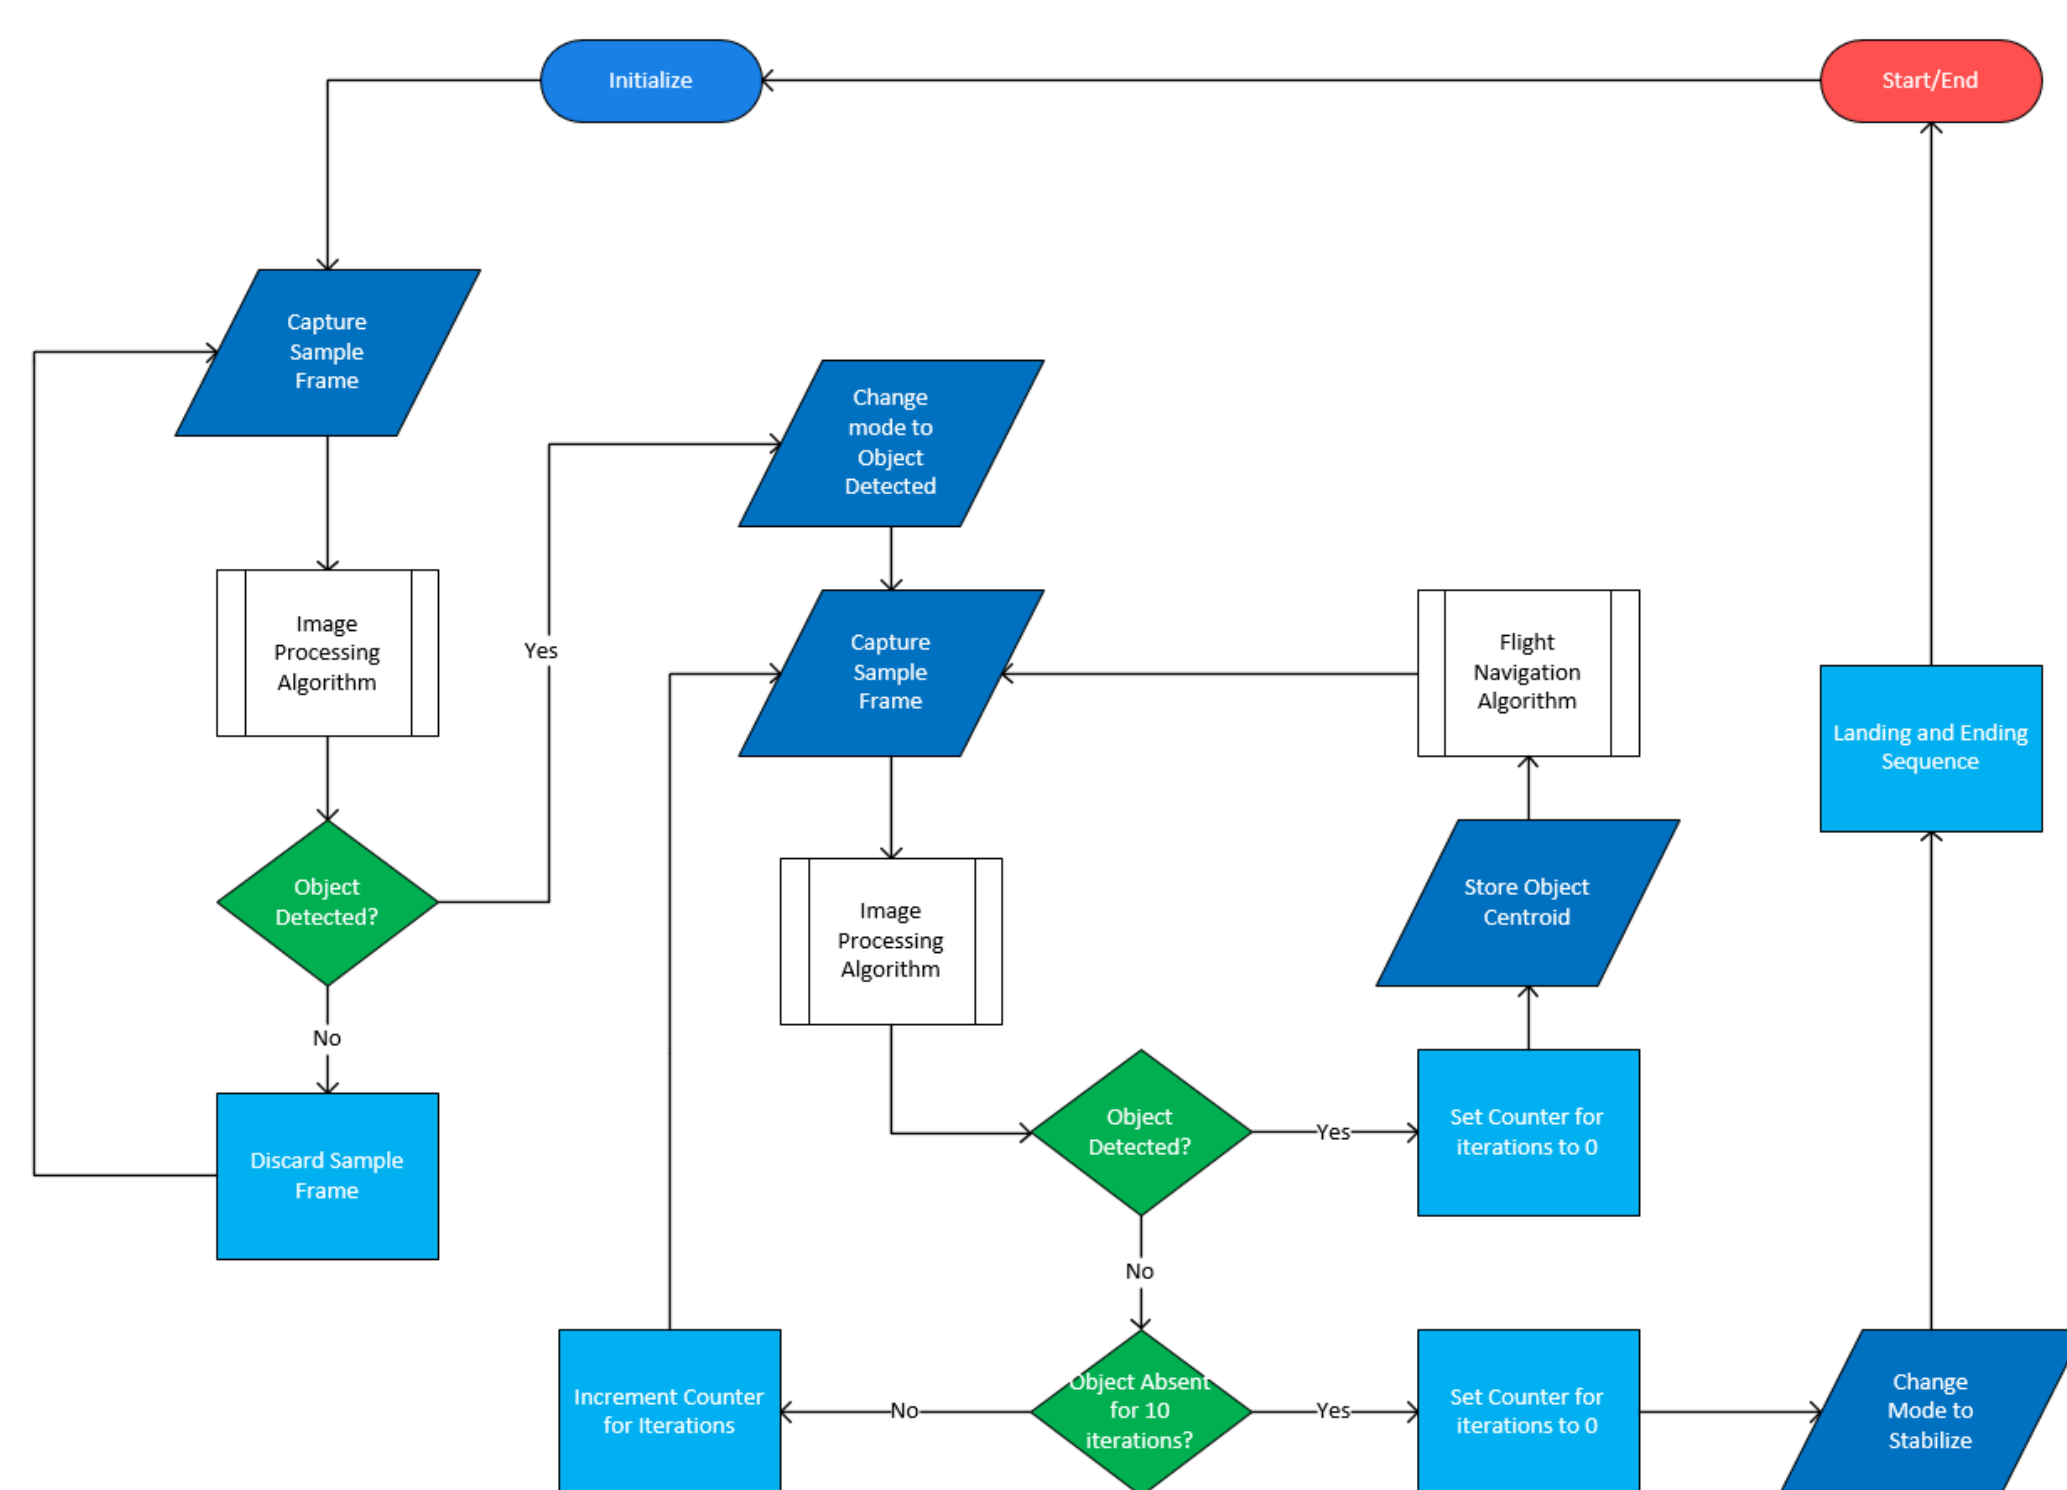 Initialize
Start/End
Capture
Sample
Frame
Change
mode to
Object
Detected
Image
Processing
Algorithm
Yes
Capture
Sample
Frame
Flight
Navigation
Algorithm
Landing and Ending
Sequence
Object
Detected?
Image
Processing
Algorithm
Store Object
Centroid
No
Object
Detected?
Yes
Set Counter for
iterations to 0
Discard Sample
Frame
No
Increment Counter
for Iterations
No
Object Absent
for 10
iterations?
Yes
Set Counter for
iterations to 0
Change
Mode to
Stabilize